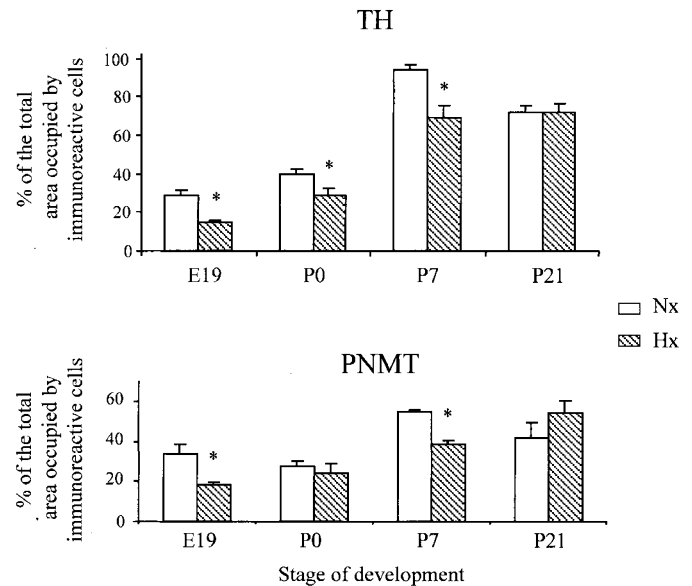 TH
% of the total
area occupied by
immunoreactive cells
100
80
60
40
20
0
*
*
*
E19 P0 P7 P21
Nx
Hx
PNMT
% of the total
area occupied by
immunoreactive cells
60
40
20
0
*
*
E19 P0 P7 P21
Stage of development